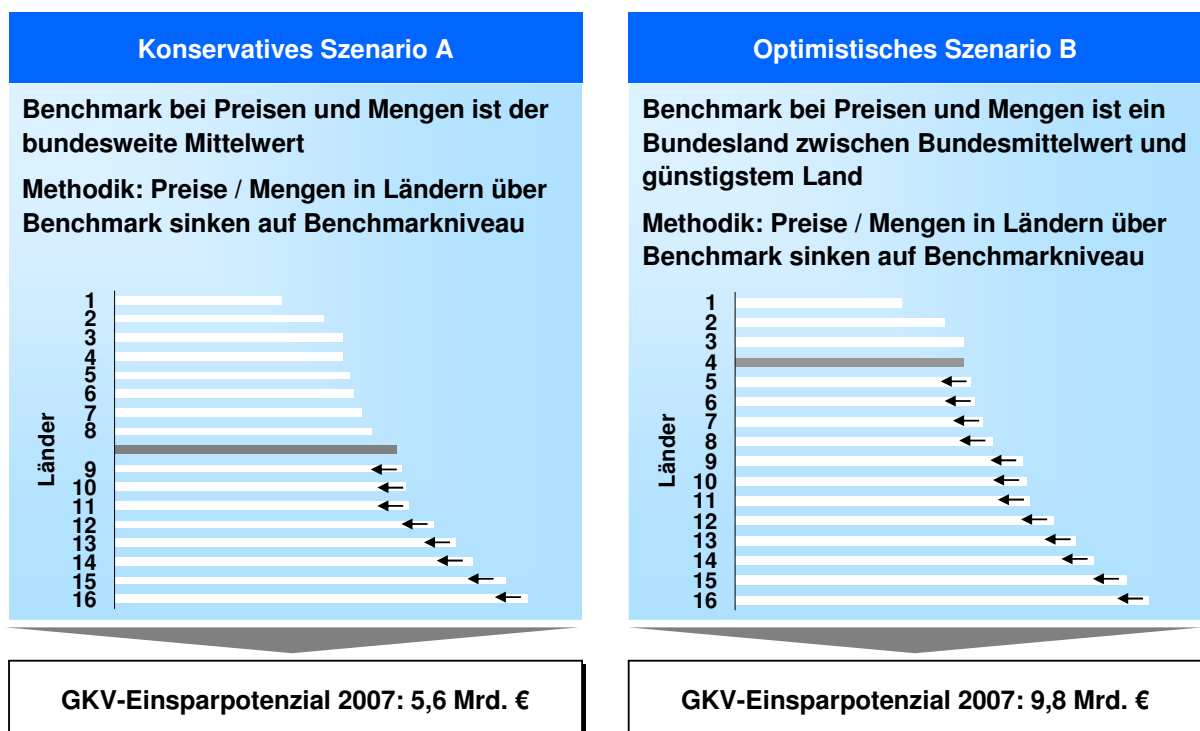 Konservatives Szenario A
Benchmark bei Preisen und Mengen ist der
bundesweite Mittelwert
Methodik: Preise / Mengen in Ländern über
Benchmark sinken auf Benchmarkniveau
Länder
1
2
3
4
5
6
7
8
9
10
11
12
13
14
15
16
GKV-Einsparpotenzial 2007: 5,6 Mrd. €
Optimistisches Szenario B
Benchmark bei Preisen und Mengen ist ein
Bundesland zwischen Bundesmittelwert und
günstigstem Land
Methodik: Preise / Mengen in Ländern über
Benchmark sinken auf Benchmarkniveau
Länder
1
2
3
4
5
6
7
8
9
10
11
12
13
14
15
16
GKV-Einsparpotenzial 2007: 9,8 Mrd. €